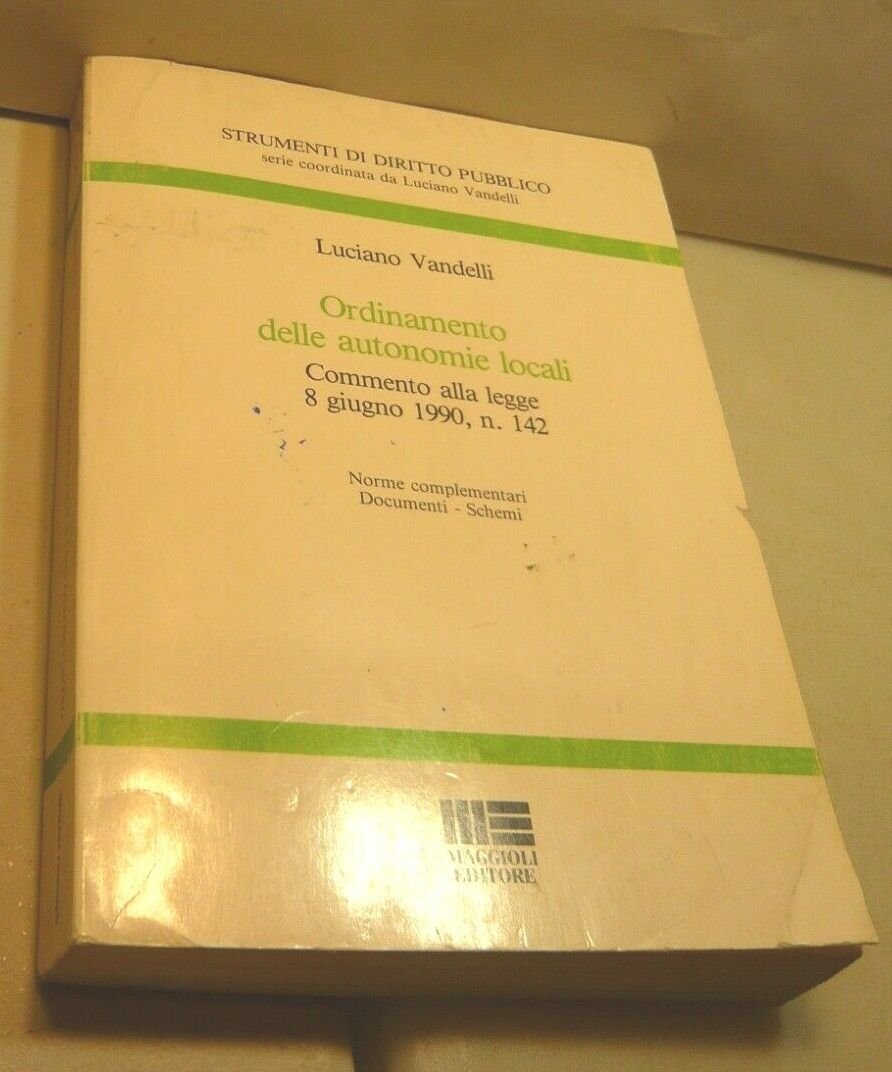 STRUMENTI DI DIRITTO PUBBLICO
serie coordinata da Luciano Vandelli
Luciano Vandelli
Ordinamento
delle autonomie locali
Commento alla legge
8 giugno 1990, n. 142
Norme complementari
Documenti - Schemi
MAGGIOLI
EDITORE